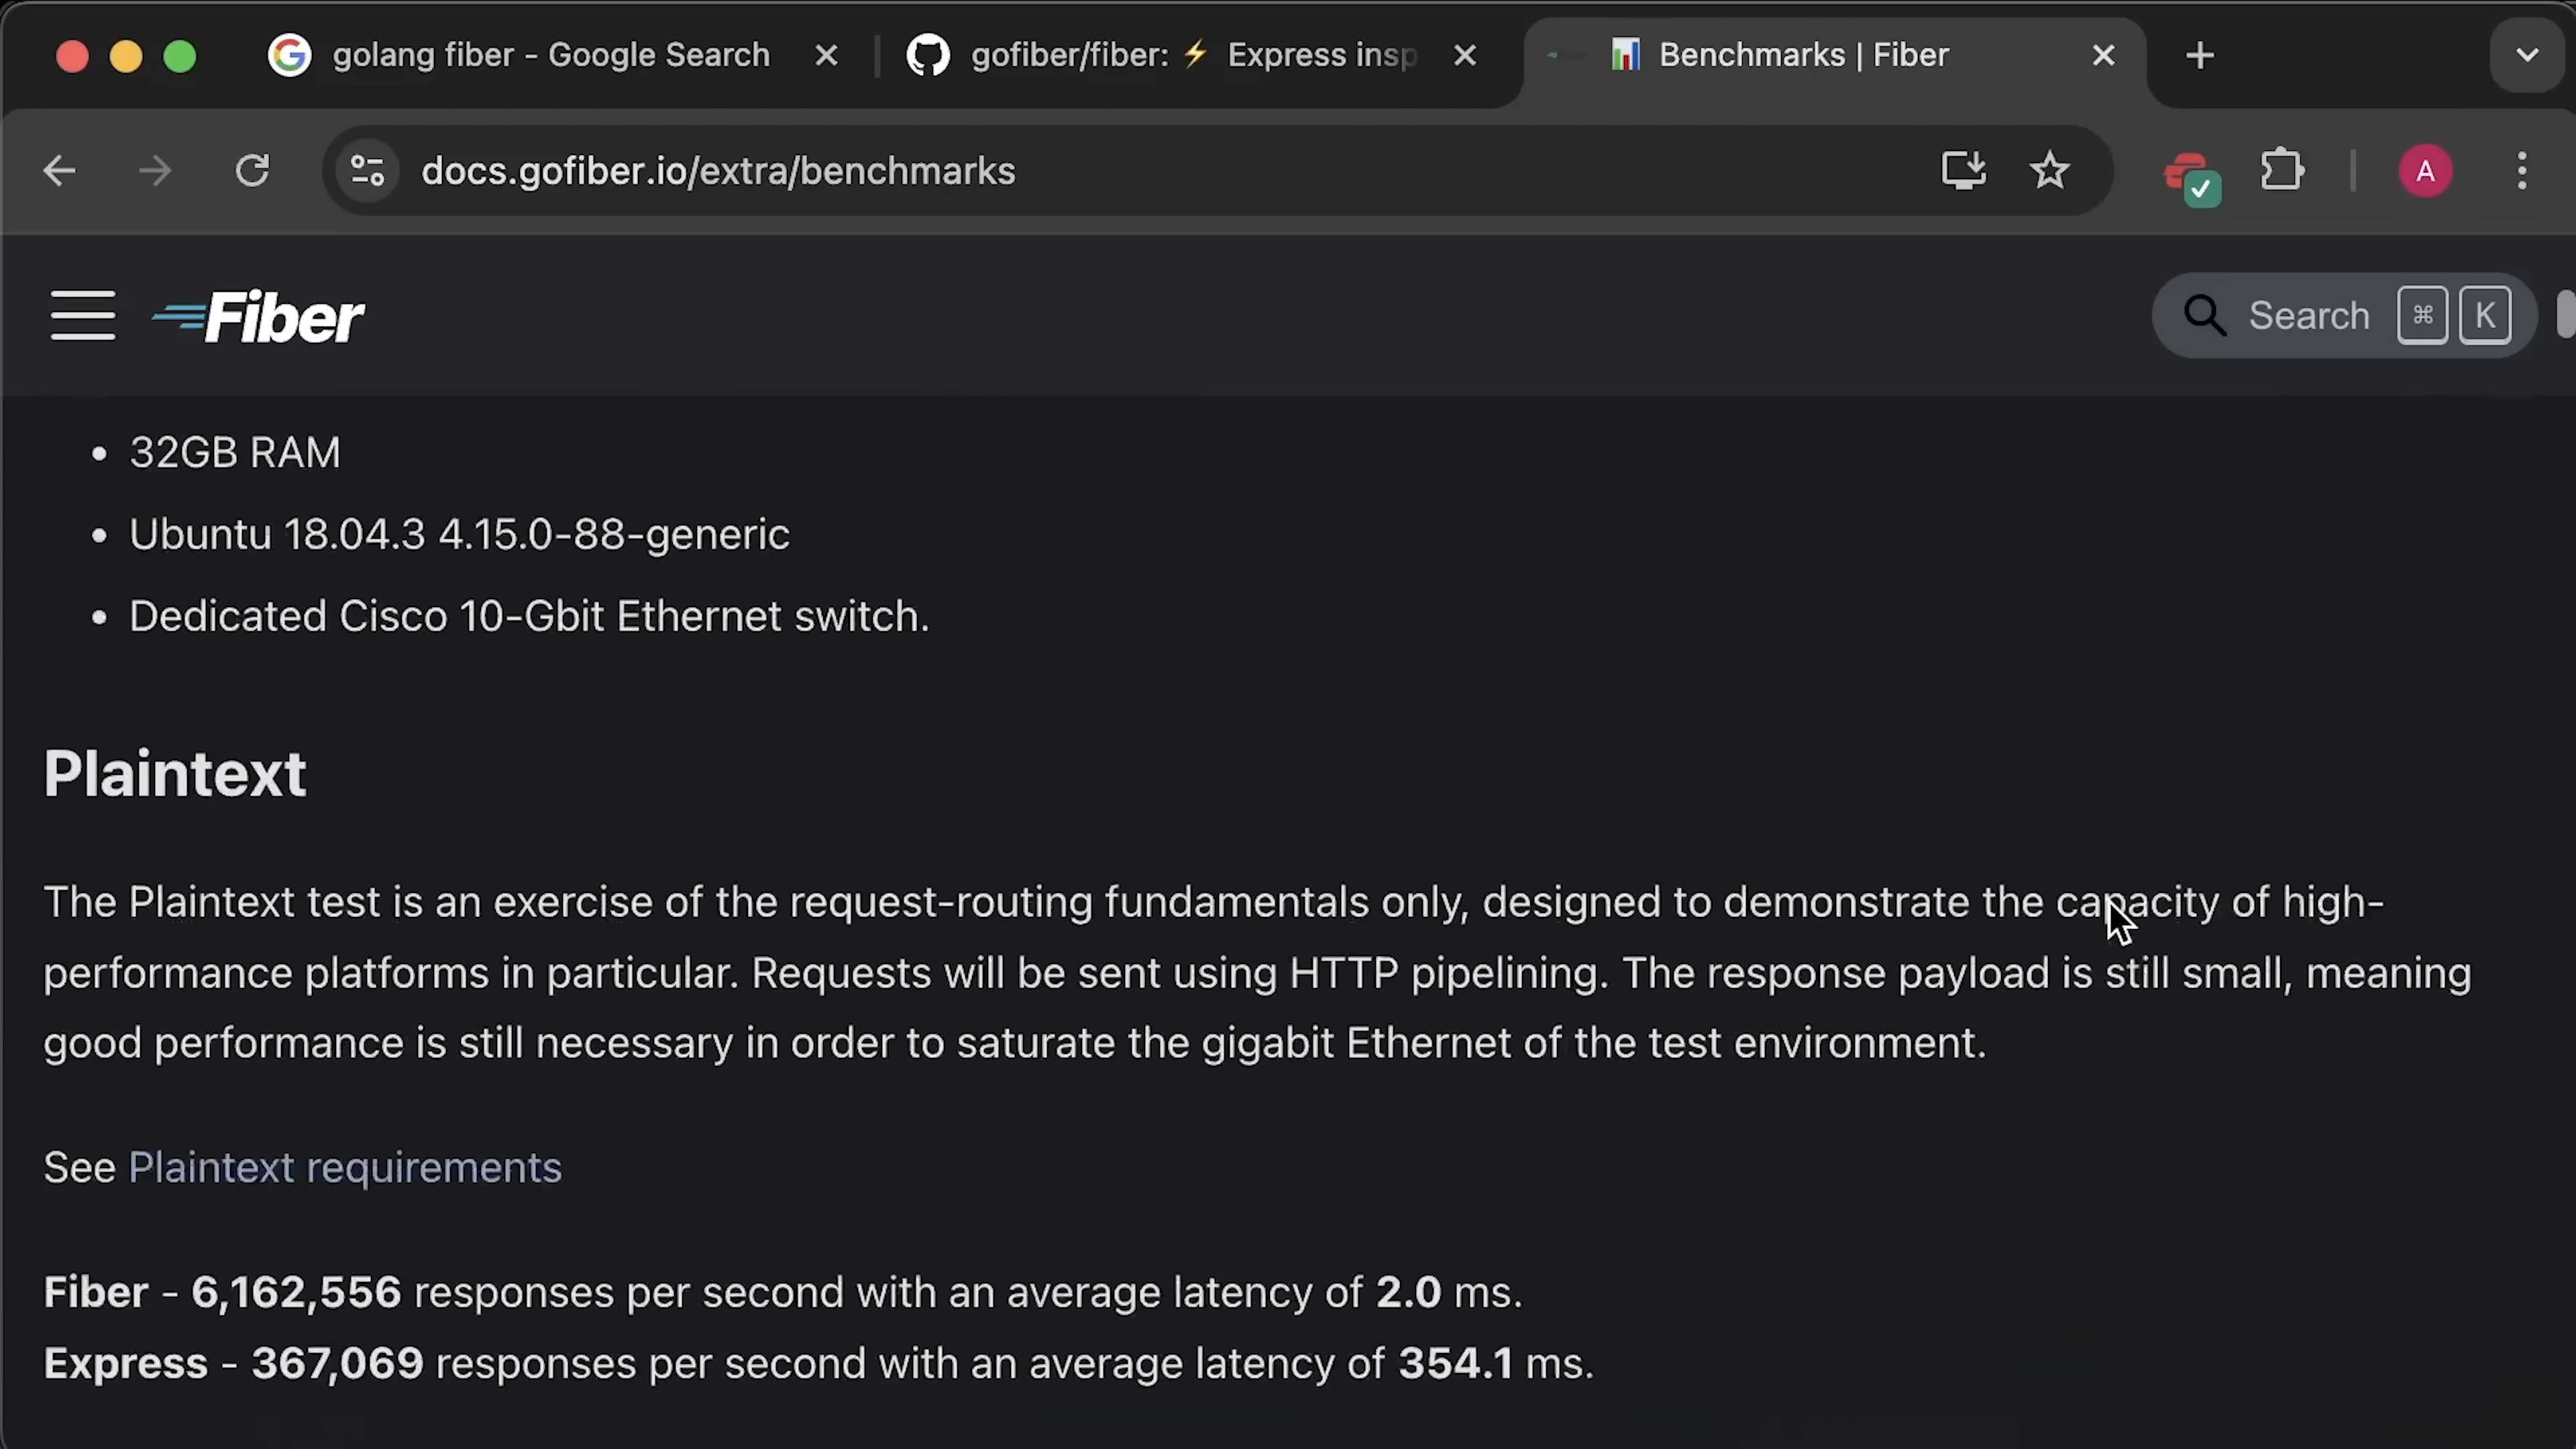 golang fiber - Google Search
gofiber/fiber: ⚡ Express insp
Benchmarks | Fiber
docs.gofiber.io/extra/benchmarks
A
Fiber
Search ⌘ K
• 32GB RAM
• Ubuntu 18.04.3 4.15.0-88-generic
• Dedicated Cisco 10-Gbit Ethernet switch.
Plaintext
The Plaintext test is an exercise of the request-routing fundamentals only, designed to demonstrate the capacity of high-
performance platforms in particular. Requests will be sent using HTTP pipelining. The response payload is still small, meaning
good performance is still necessary in order to saturate the gigabit Ethernet of the test environment.
See Plaintext requirements
Fiber - 6,162,556 responses per second with an average latency of 2.0 ms.
Express - 367,069 responses per second with an average latency of 354.1 ms.